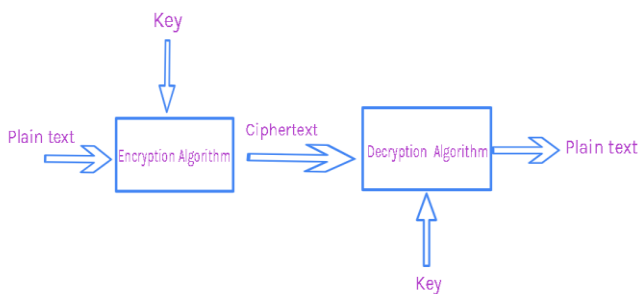 Key
Plain text
Encryption Algorithm
Ciphertext
Decryption Algorithm
Plain text
Key